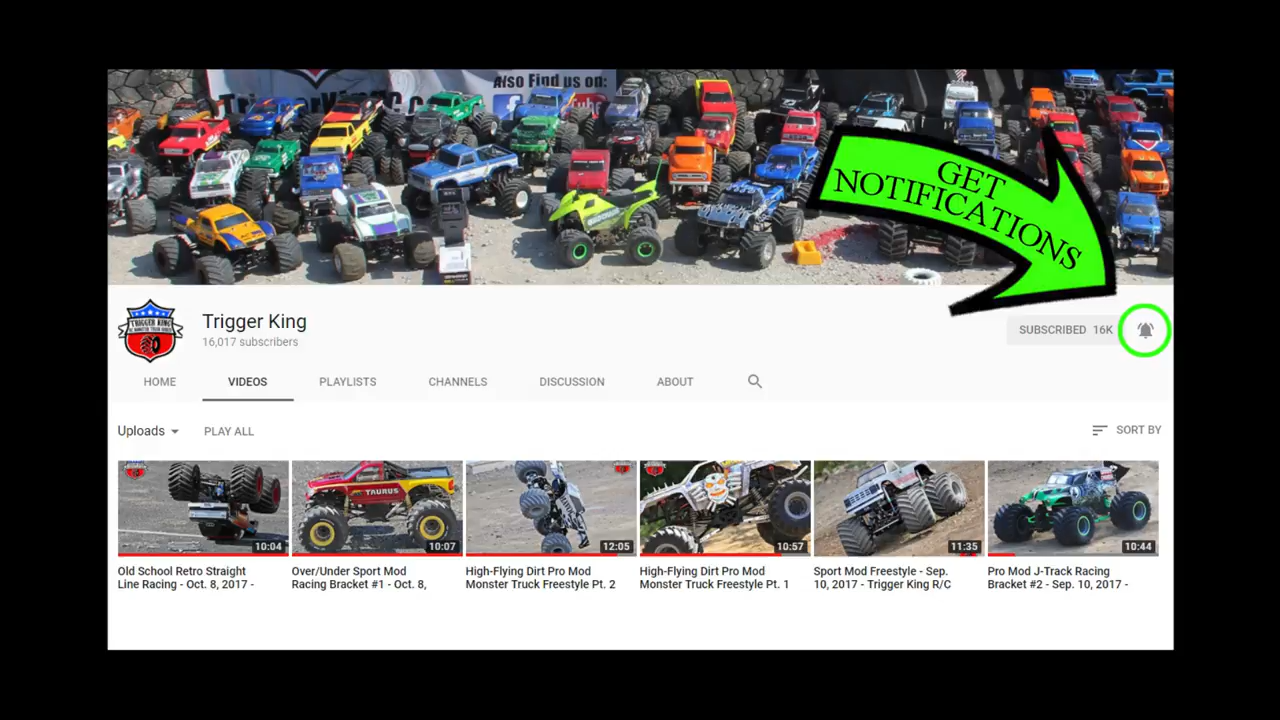 Also Find us on:
GET
NOTIFICATIONS
TRIGGER KING
Trigger King
16,017 subscribers
SUBSCRIBED 16K
HOME VIDEOS PLAYLISTS CHANNELS DISCUSSION ABOUT
Uploads PLAY ALL SORT BY
TAURUS
10:04 10:07 12:05 10:57 11:35 10:44
Old School Retro Straight
Line Racing - Oct. 8, 2017 -
Over/Under Sport Mod
Racing Bracket #1 - Oct. 8,
High-Flying Dirt Pro Mod
Monster Truck Freestyle Pt. 2
High-Flying Dirt Pro Mod
Monster Truck Freestyle Pt. 1
Sport Mod Freestyle - Sep.
10, 2017 - Trigger King R/C
Pro Mod J-Track Racing
Bracket #2 - Sep. 10, 2017 -